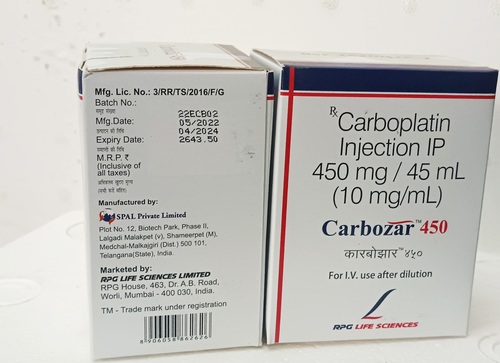 Mfg. Lic. No.: 3/RR/TS/2016/F/G
Batch No.:
22ECB02
Mfg.Date:
05/2022
04/2024
Expiry Date:
2643.50
M.R.P. ₹
(Inclusive of
all taxes)
Manufactured by:
SPAL Private Limited
Plot No. 12, Biotech Park, Phase II,
Lalgadi Malakpet (v), Shameerpet (M),
Medchal-Malkajgiri (Dist.) 500 101,
Telangana(State), India.
Marketed by:
RPG LIFE SCIENCES LIMITED
RPG House, 463, Dr. A.B. Road,
Worli, Mumbai - 400 030, India.
TM - Trade mark under registration
8906058862626
℞
Carboplatin
Injection IP
450 mg / 45 mL
(10 mg/mL)
Carbozar™ 450
कारबोझार™ ४५०
For I.V. use after dilution
RPG LIFE SCIENCES